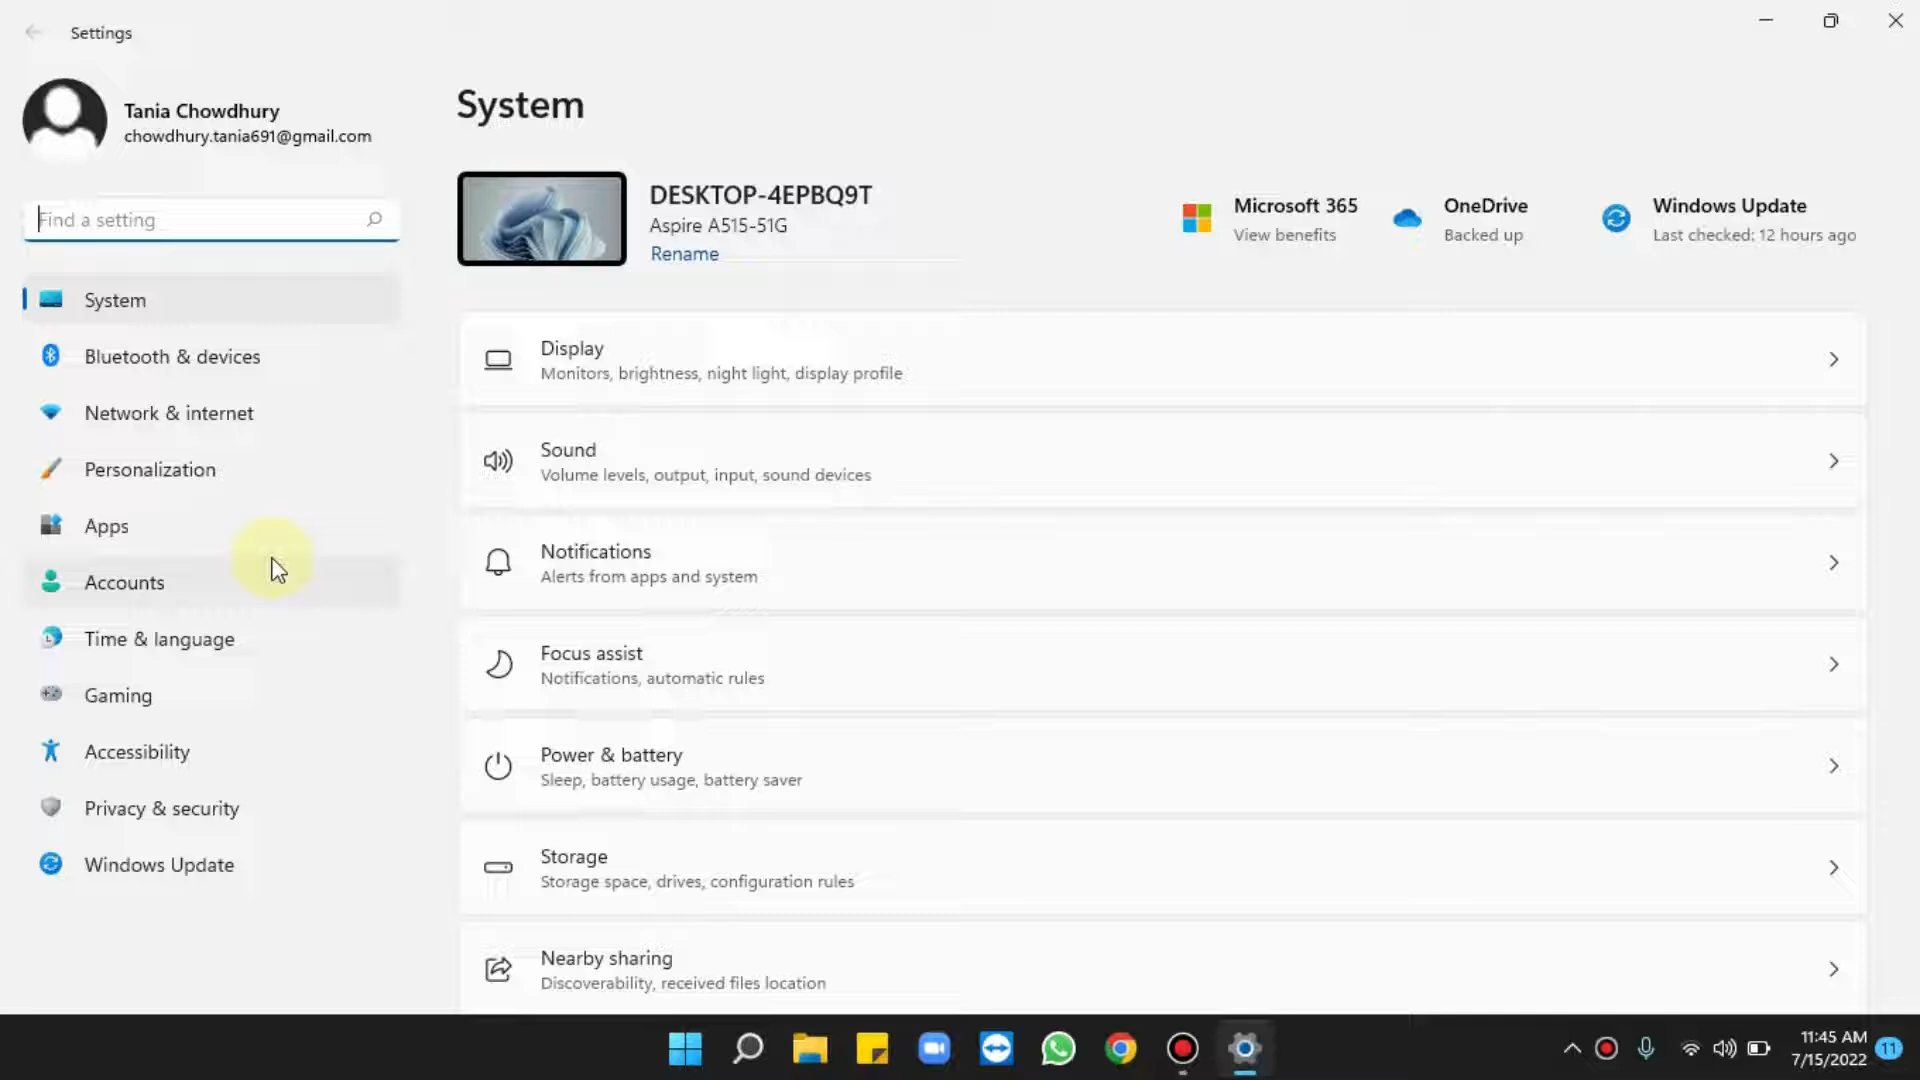 Settings
Tania Chowdhury
chowdhury.tania691@gmail.com
Find a setting
System
Bluetooth & devices
Network & internet
Personalization
Apps
Accounts
Time & language
Gaming
Accessibility
Privacy & security
Windows Update
System
DESKTOP-4EPBQ9T
Aspire A515-51G
Rename
Microsoft 365
View benefits
OneDrive
Backed up
Windows Update
Last checked: 12 hours ago
Display
Monitors, brightness, night light, display profile
Sound
Volume levels, output, input, sound devices
Notifications
Alerts from apps and system
Focus assist
Notifications, automatic rules
Power & battery
Sleep, battery usage, battery saver
Storage
Storage space, drives, configuration rules
Nearby sharing
Discoverability, received files location
11:45 AM
7/15/2022
11